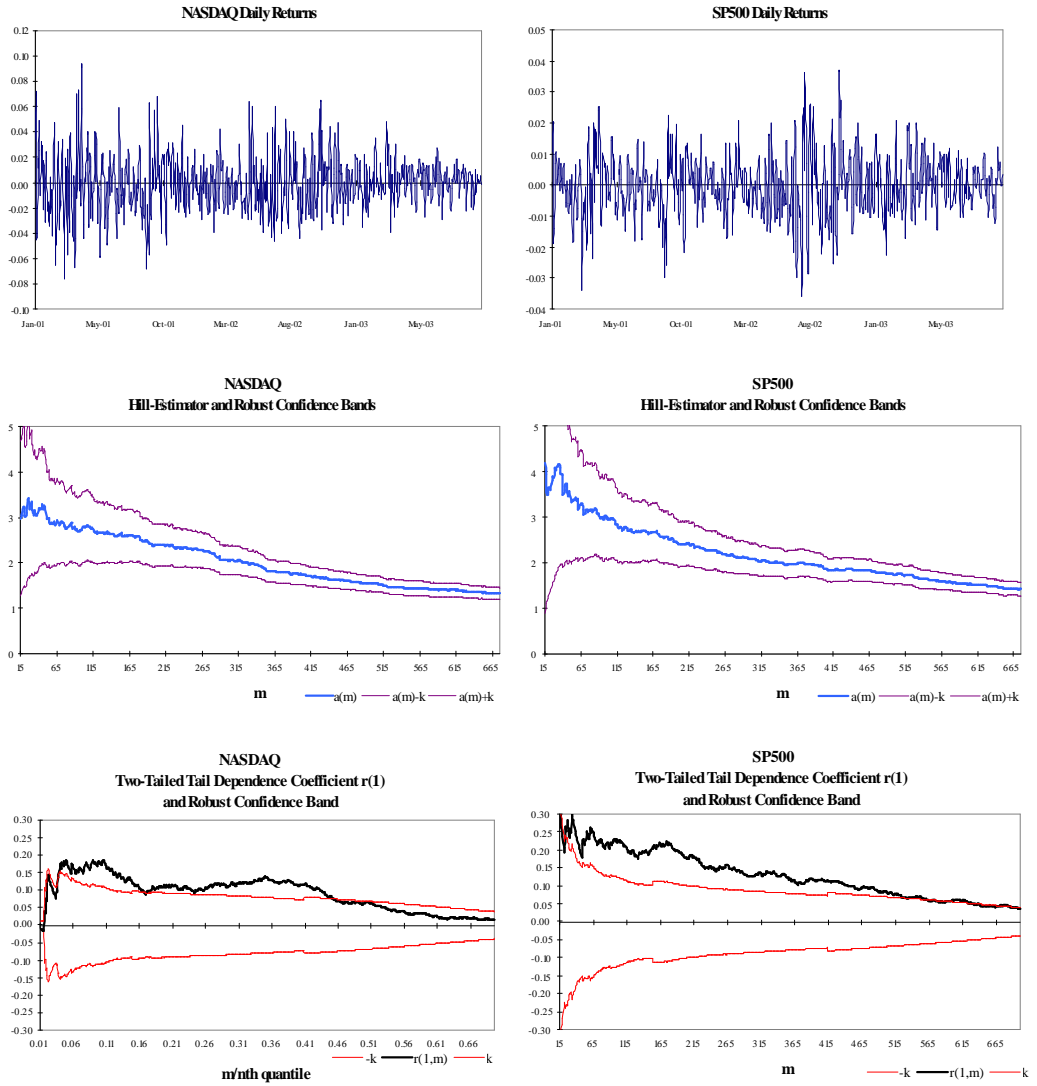 NASDAQ Daily Returns
0.12
0.10
0.08
0.06
0.04
0.02
0.00
-0.02
-0.04
-0.06
-0.08
-0.10
Jan-01 May-01 Oct-01 Mar-02 Aug-02 Jan-03 May-03
SP500 Daily Returns
0.05
0.04
0.03
0.02
0.01
0.00
-0.01
-0.02
-0.03
-0.04
Jan-01 May-01 Oct-01 Mar-02 Aug-02 Jan-03 May-03
NASDAQ
Hill-Estimator and Robust Confidence Bands
5
4
3
2
1
0
15 65 115 165 215 265 315 365 415 465 515 565 615 665
m
a(m) a(m)-k a(m)+k
SP500
Hill-Estimator and Robust Confidence Bands
5
4
3
2
1
0
15 65 115 165 215 265 315 365 415 465 515 565 615 665
m
a(m) a(m)-k a(m)+k
NASDAQ
Two-Tailed Tail Dependence Coefficient r(1)
and Robust Confidence Band
0.30
0.25
0.20
0.15
0.10
0.05
0.00
-0.05
-0.10
-0.15
-0.20
-0.25
-0.30
0.01 0.06 0.11 0.16 0.21 0.26 0.31 0.36 0.41 0.46 0.51 0.56 0.61 0.66
-k r(1,m) k
m/nth quantile
SP500
Two-Tailed Tail Dependence Coefficient r(1)
and Robust Confidence Band
0.30
0.25
0.20
0.15
0.10
0.05
0.00
-0.05
-0.10
-0.15
-0.20
-0.25
-0.30
15 65 115 165 215 265 315 365 415 465 515 565 615 665
m
-k r(1,m) k